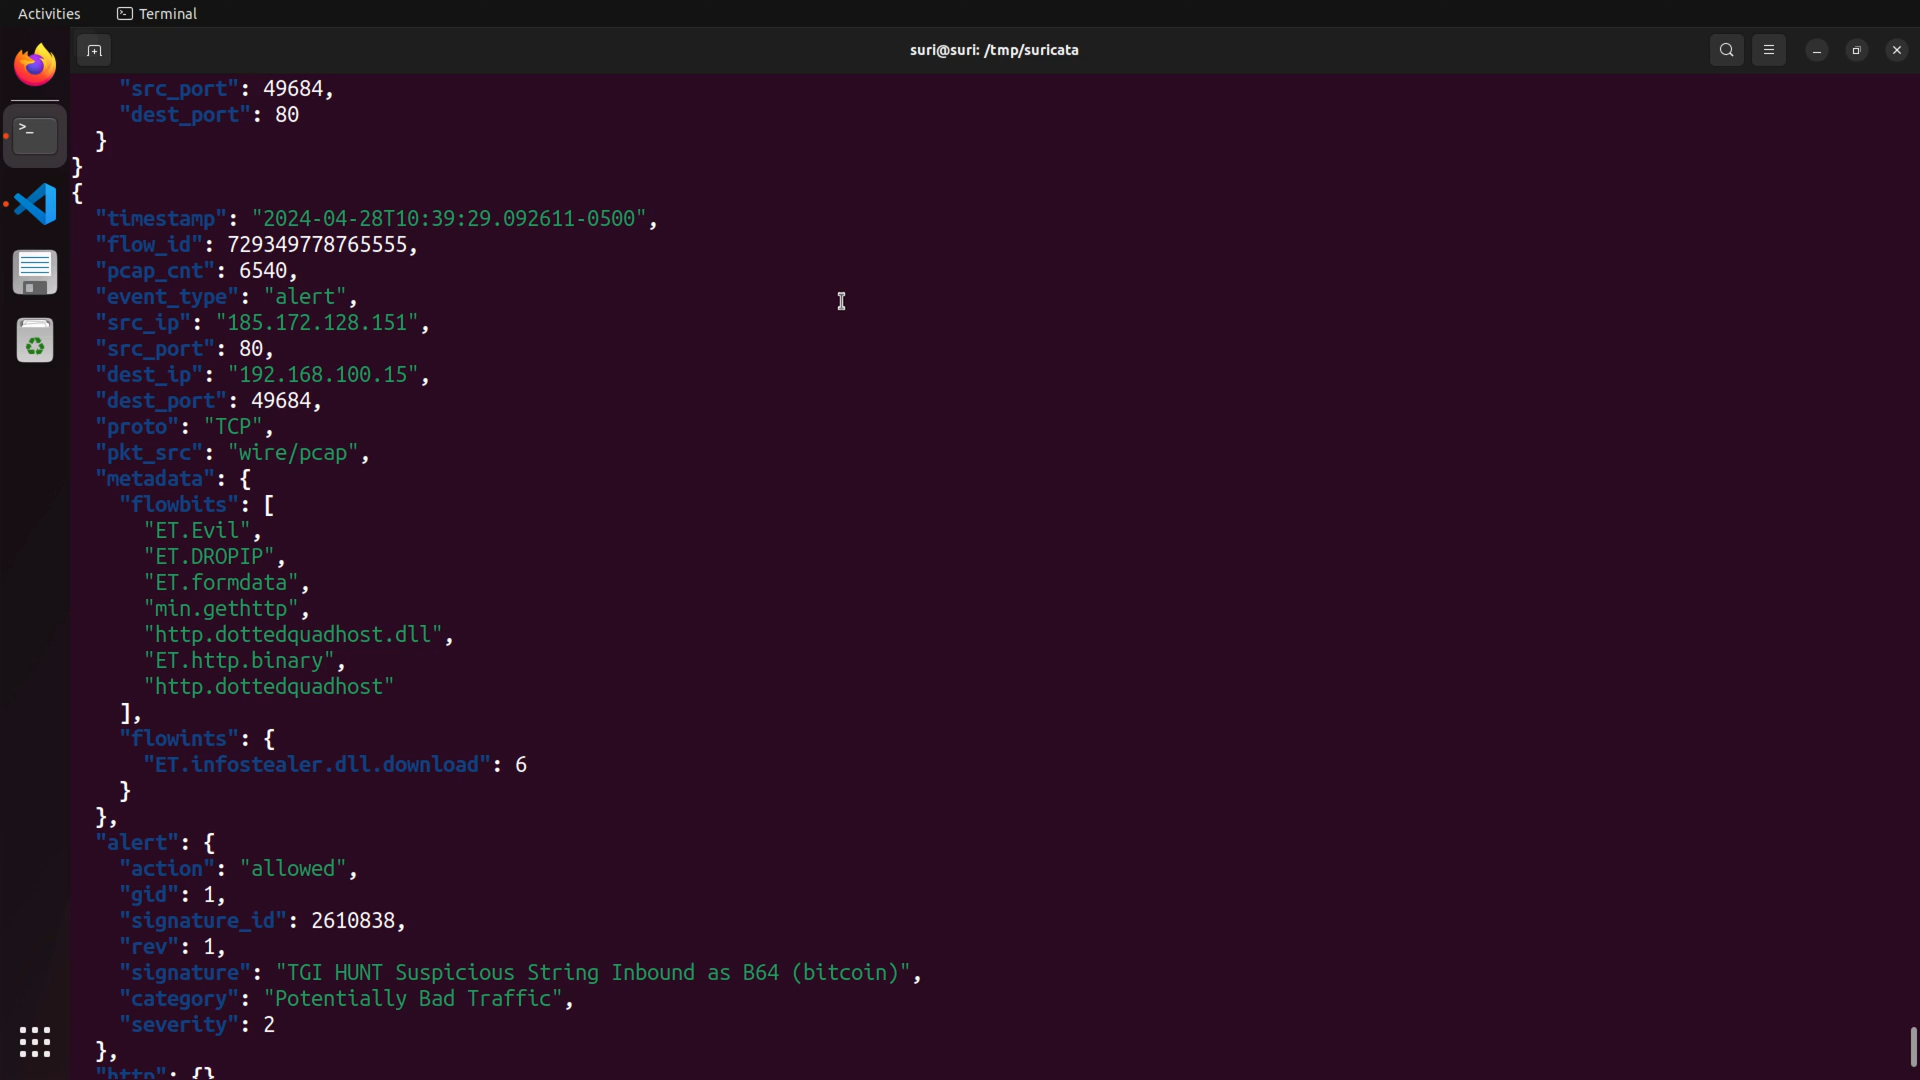 Activities
Terminal
suri@suri: /tmp/suricata
"src_port": 49684,
"dest_port": 80
}
}
{
"timestamp": "2024-04-28T10:39:29.092611-0500",
"flow_id": 729349778765555,
"pcap_cnt": 6540,
"event_type": "alert",
"src_ip": "185.172.128.151",
"src_port": 80,
"dest_ip": "192.168.100.15",
"dest_port": 49684,
"proto": "TCP",
"pkt_src": "wire/pcap",
"metadata": {
"flowbits": [
"ET.Evil",
"ET.DROPIP",
"ET.formdata",
"min.gethttp",
"http.dottedquadhost.dll",
"ET.http.binary",
"http.dottedquadhost"
],
"flowints": {
"ET.infostealer.dll.download": 6
}
},
"alert": {
"action": "allowed",
"gid": 1,
"signature_id": 2610838,
"rev": 1,
"signature": "TGI HUNT Suspicious String Inbound as B64 (bitcoin)",
"category": "Potentially Bad Traffic",
"severity": 2
},
"http": {}